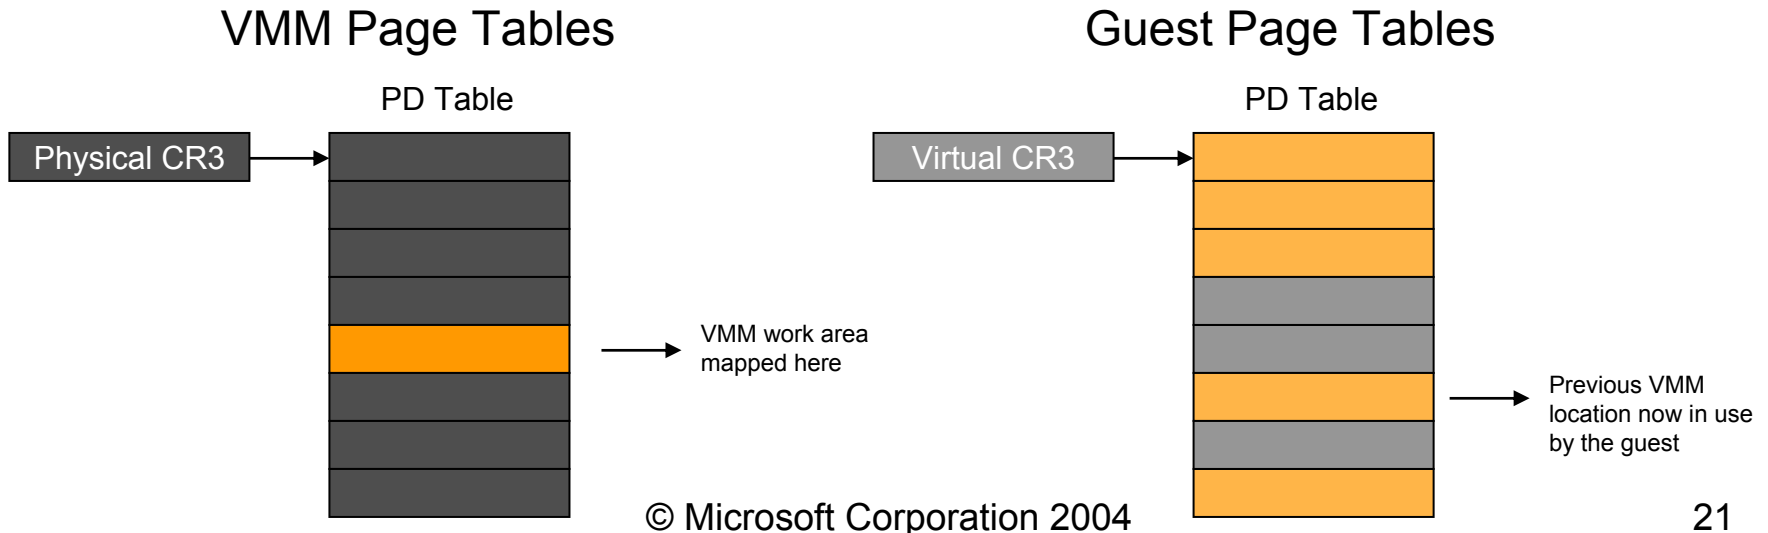 VMM Page Tables
Guest Page Tables
PD Table
PD Table
Physical CR3
Virtual CR3
VMM work area
mapped here
Previous VMM
location now in use
by the guest
© Microsoft Corporation 2004
21